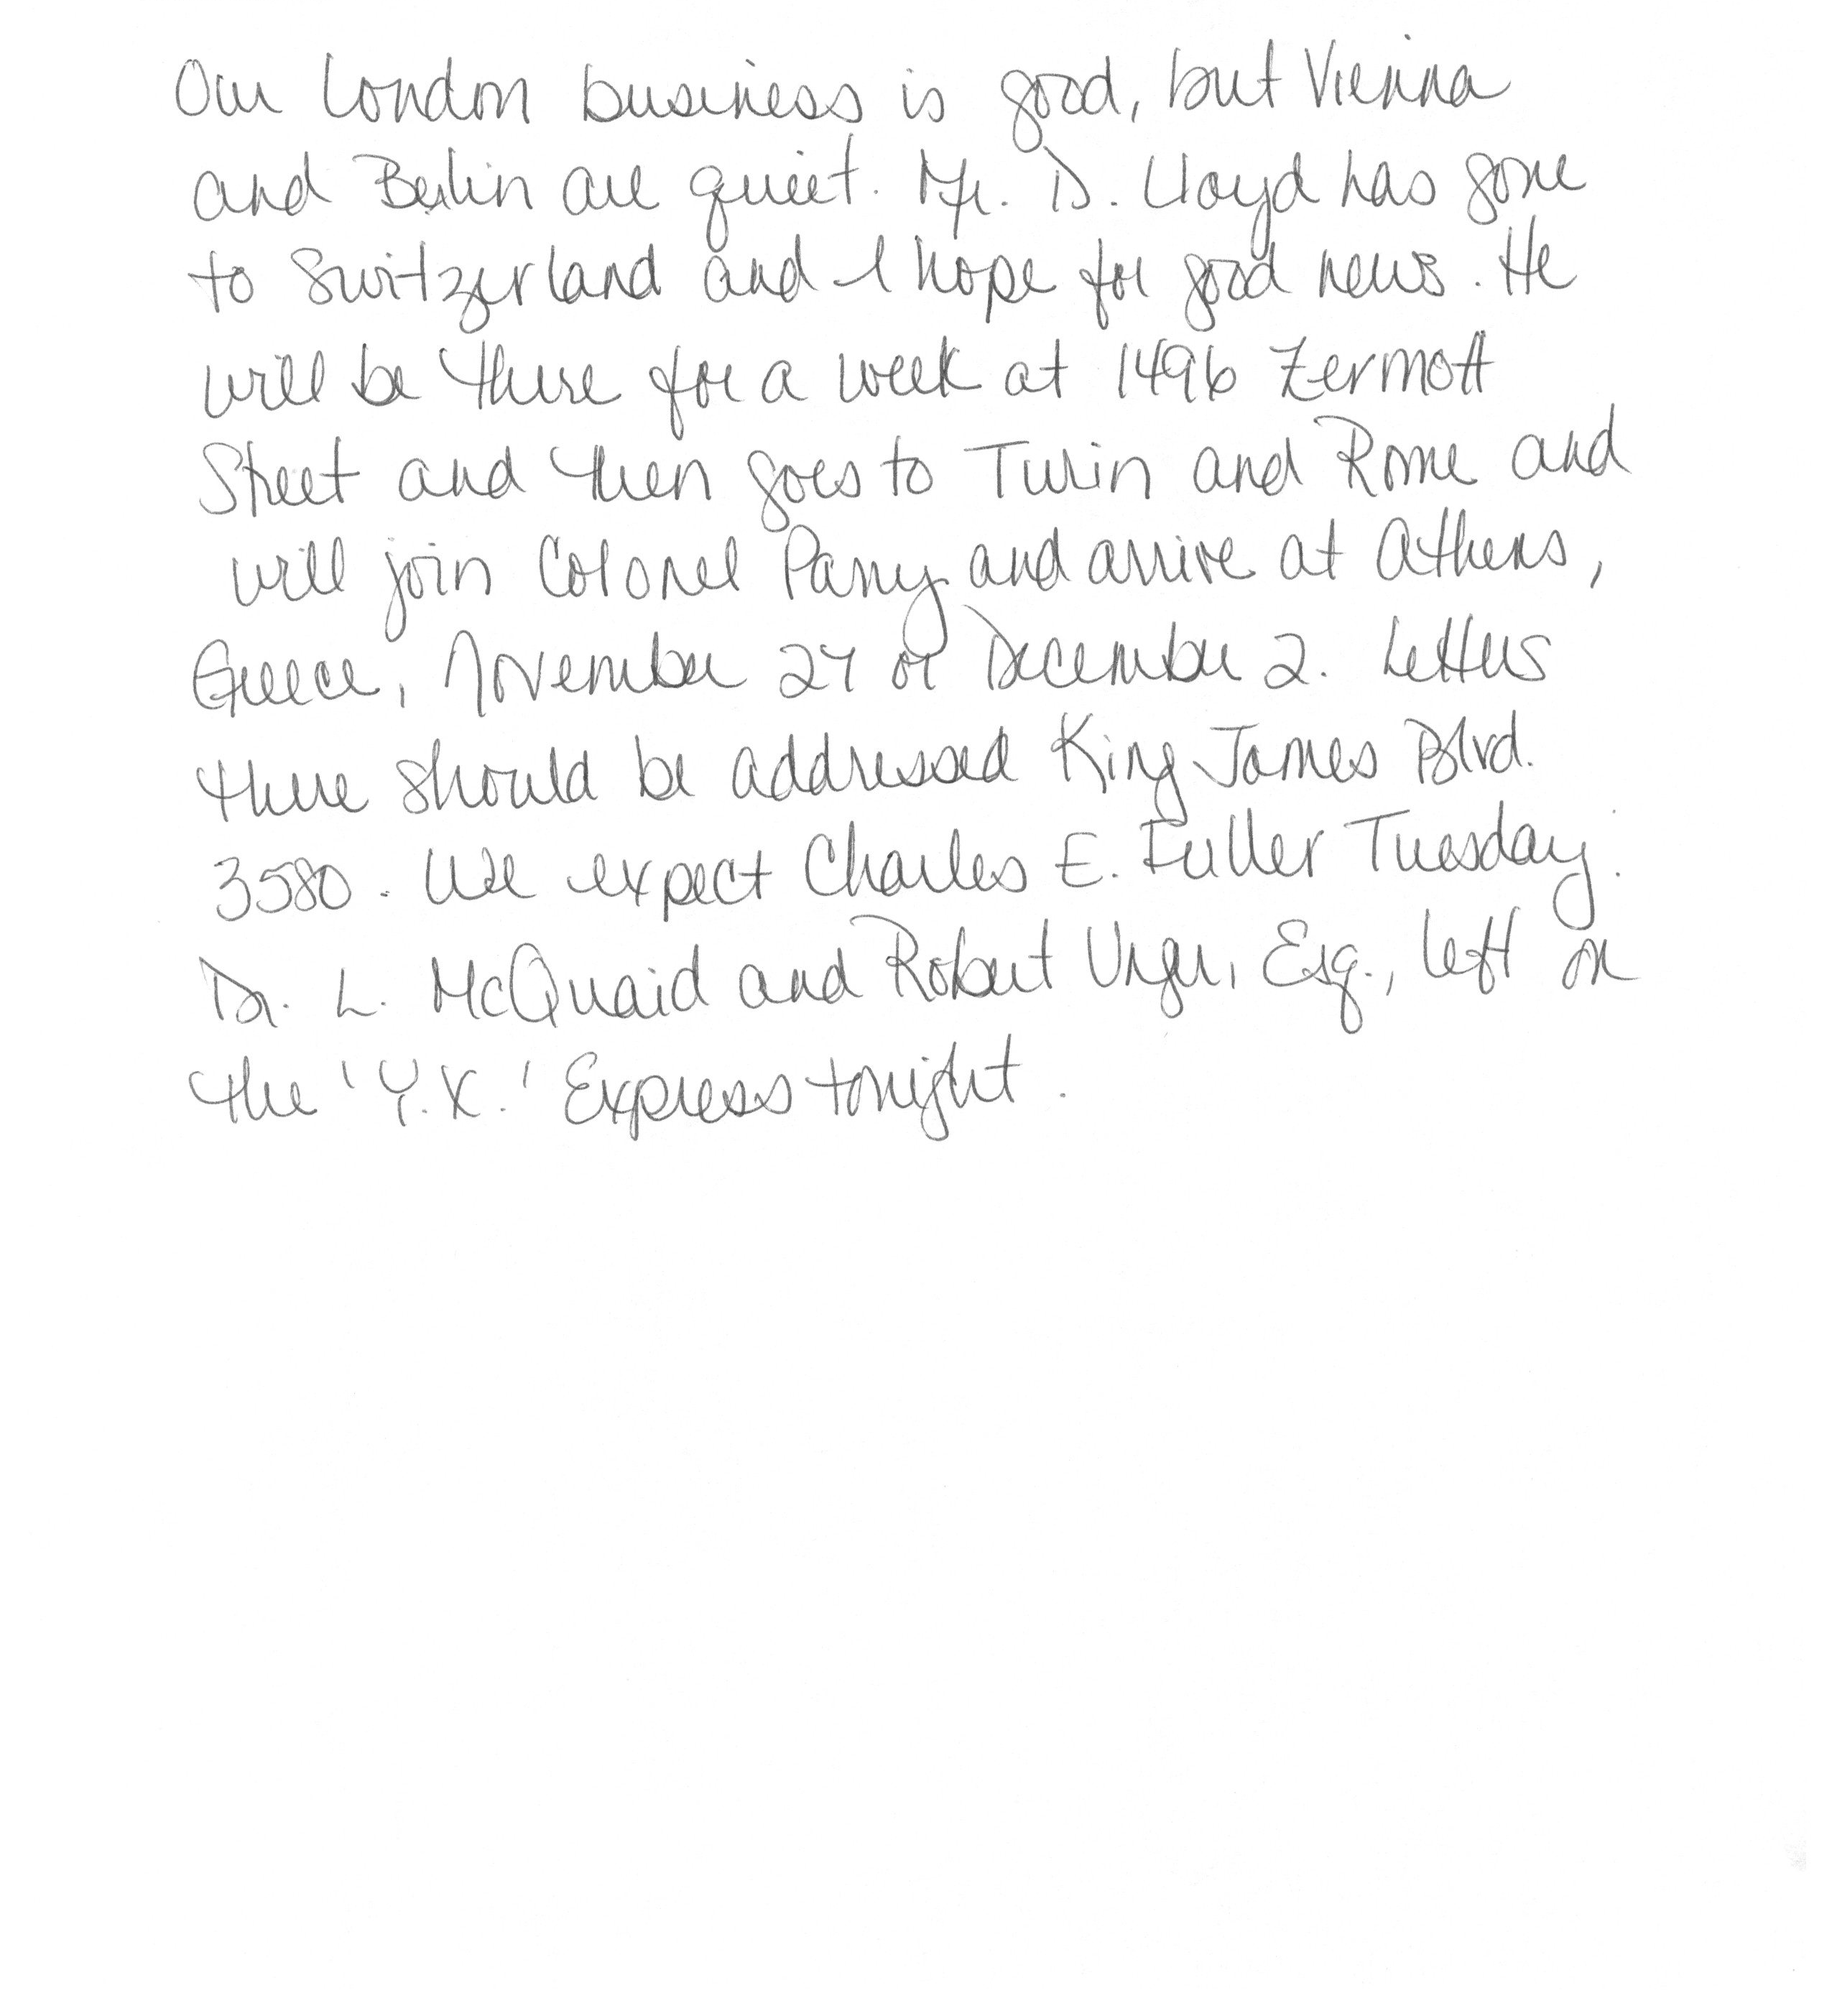 Our London business is good, but Vienna
and Berlin are quiet. Mr. D. Lloyd has gone
to Switzerland and I hope for good news. He
will be there for a week at 1496 Zermott
Street and then goes to Turin and Rome and
will join Colonel Parry and arrive at Athens,
Greece, November 27 or December 2. Letters
there should be addressed King James Blvd.
3580. We expect Charles E. Fuller Tuesday.
Dr. L. McQuaid and Robert Unger, Esq., left on
the 'Y.X.' Express tonight.